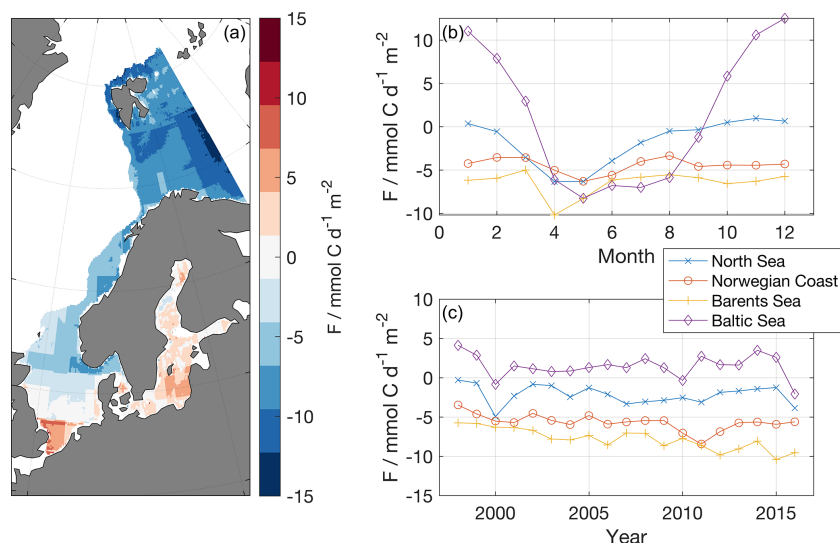 (a)
15
10
5
0
-5
-10
-15
F / mmol C d⁻¹ m⁻²
(b)
10
5
0
-5
-10
F / mmol C d⁻¹ m⁻²
0 2 4 6 8 10 12
Month
North Sea
Norwegian Coast
Barents Sea
Baltic Sea
(c)
10
5
0
-5
-10
-15
F / mmol C d⁻¹ m⁻²
2000 2005 2010 2015
Year